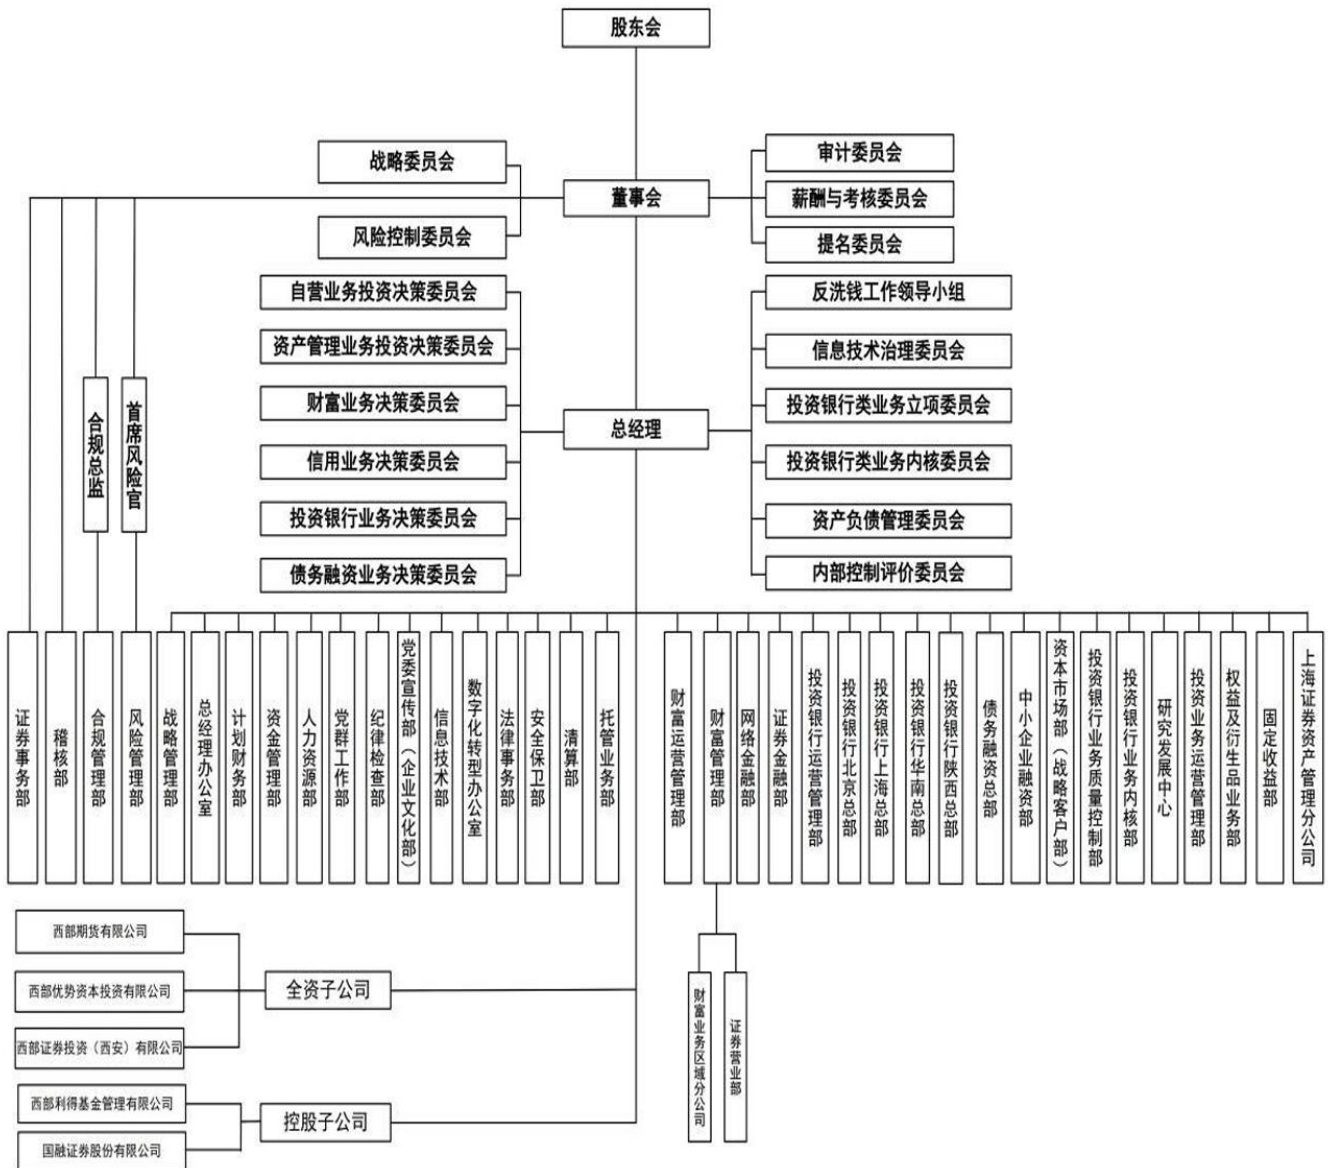 股东会
战略委员会
审计委员会
董事会
薪酬与考核委员会
风险控制委员会
提名委员会
自营业务投资决策委员会
反洗钱工作领导小组
资产管理业务投资决策委员会
信息技术治理委员会
财富业务决策委员会
投资银行类业务立项委员会
总经理
合规总监
首席风险官
信用业务决策委员会
投资银行类业务内核委员会
投资银行业务决策委员会
资产负债管理委员会
债务融资业务决策委员会
内部控制评价委员会
证券事务部
稽核部
合规管理部
风险管理部
战略管理部
总经理办公室
计划财务部
资金管理部
人力资源部
党群工作部
纪律检查部
党委宣传部（企业文化部）
信息技术部
数字化转型办公室
法律事务部
安全保卫部
清算部
托管业务部
财富运营管理部
财富管理部
网络金融部
证券金融部
投资银行运营管理部
投资银行北京总部
投资银行上海总部
投资银行华南总部
投资银行陕西总部
债务融资总部
中小企业融资部
资本市场部（战略客户部）
投资银行业务质量控制部
投资银行业务内核部
研究发展中心
投资业务运营管理部
权益及衍生品业务部
固定收益部
上海证券资产管理分公司
西部期货有限公司
西部优势资本投资有限公司
全资子公司
西部证券投资（西安）有限公司
财富业务区域分公司
证券营业部
西部利得基金管理有限公司
控股子公司
国融证券股份有限公司